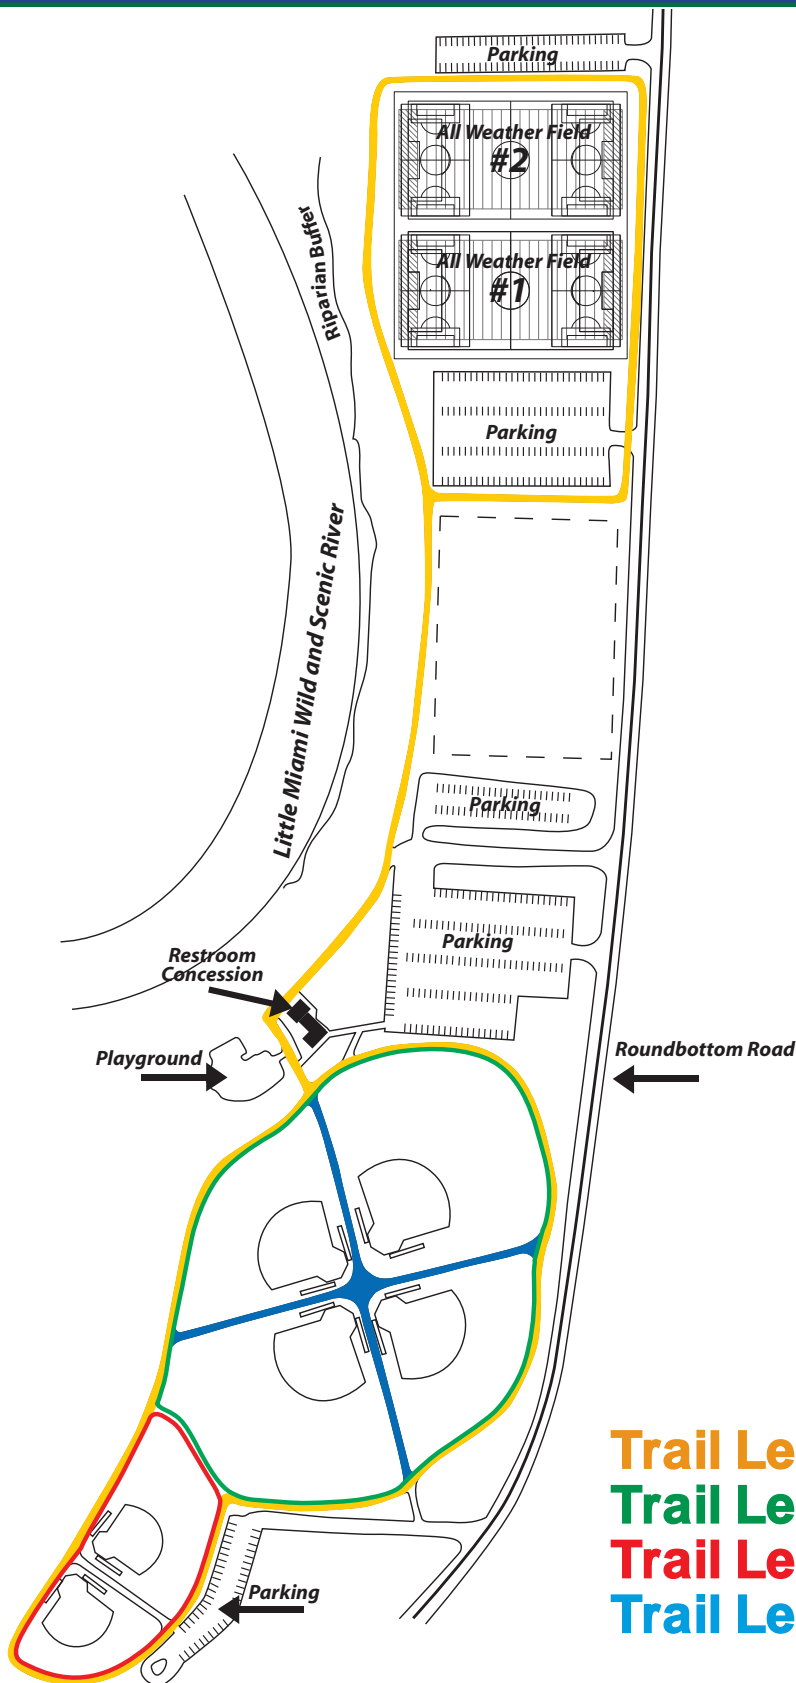 Parking
All Weather Field
#2
Riparian Buffer
All Weather Field
#1
Parking
Little Miami Wild and Scenic River
Parking
Parking
Restroom
Concession
Playground
Roundbottom Road
Parking
Trail Le
Trail Le
Trail Le
Trail Le